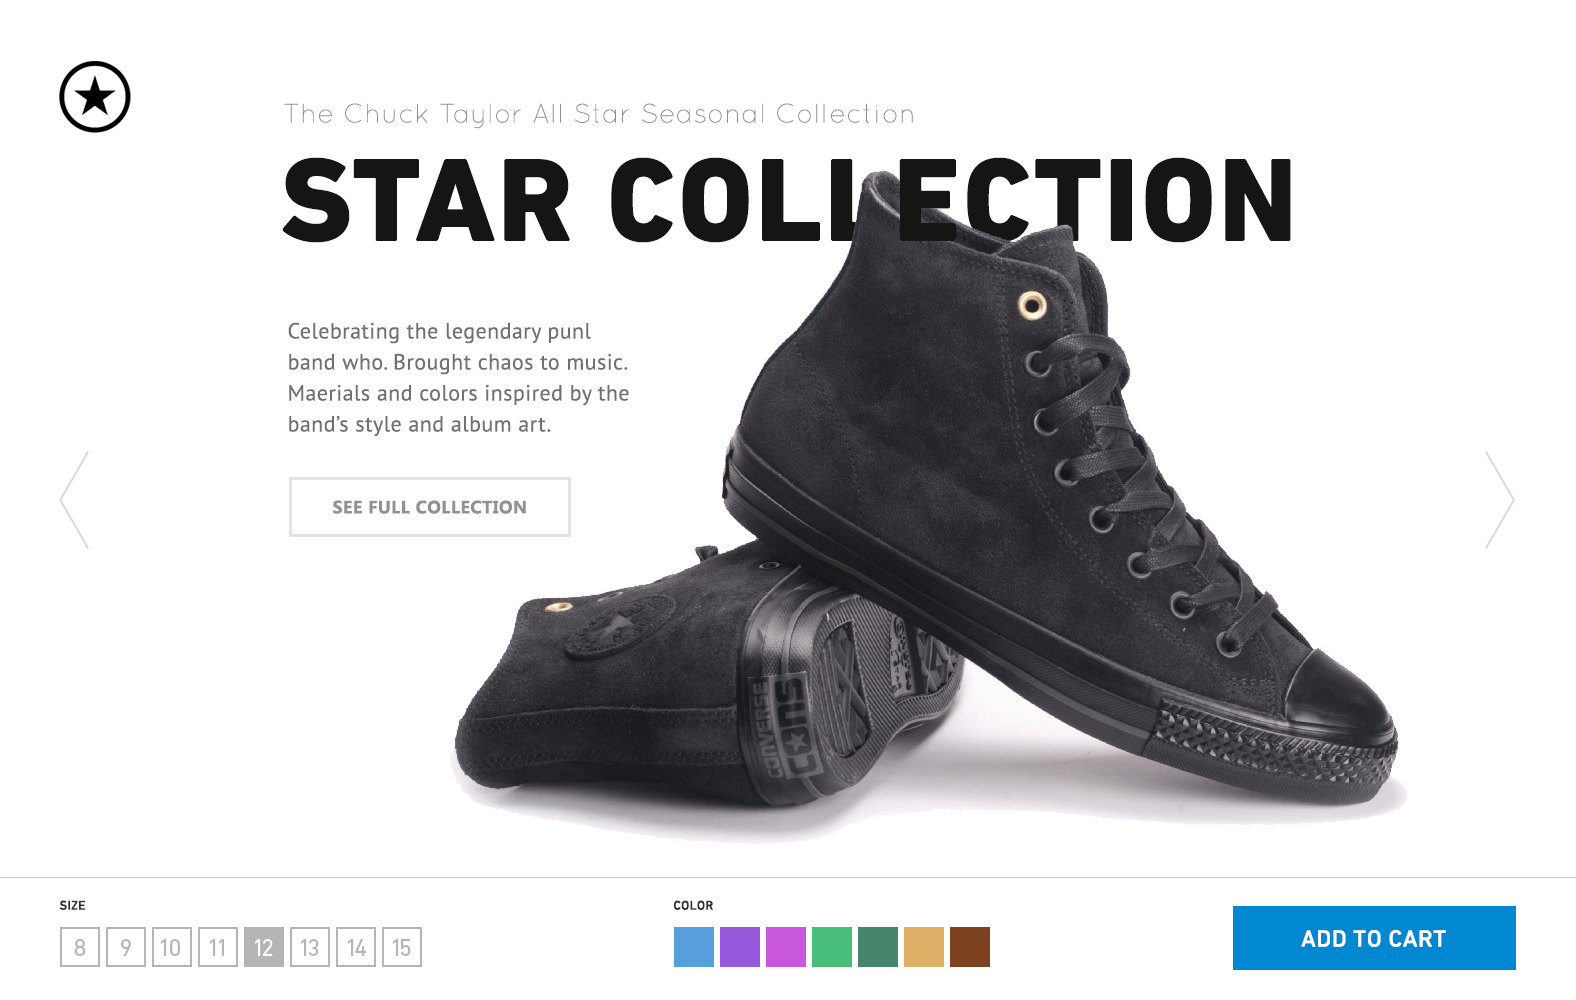 The Chuck Taylor All Star Seasonal Collection
STAR COLLECTION
Celebrating the legendary punl
band who. Brought chaos to music.
Maerials and colors inspired by the
band's style and album art.
SEE FULL COLLECTION
CONVERSE
CONS
SIZE
8 9 10 11 12 13 14 15
COLOR
ADD TO CART